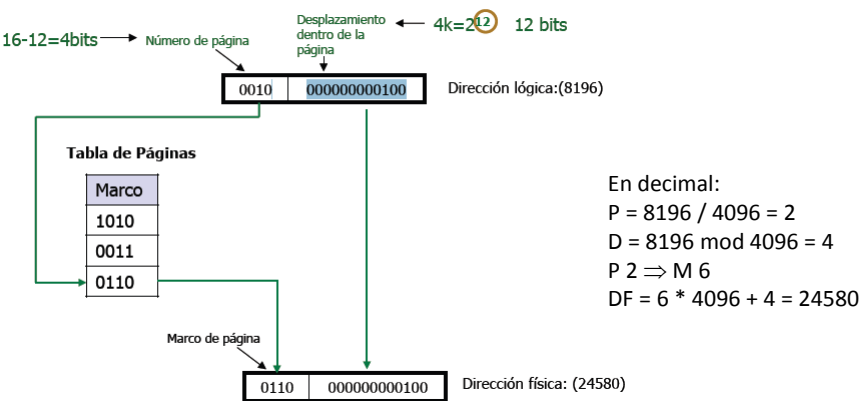 16-12=4bits
Número de página
Desplazamiento
dentro de la
página
4k=2^12
12 bits
0010
000000000100
Dirección lógica:(8196)
Tabla de Páginas
Marco
1010
0011
0110
En decimal:
P = 8196 / 4096 = 2
D = 8196 mod 4096 = 4
P 2 ⇒ M 6
DF = 6 * 4096 + 4 = 24580
Marco de página
0110
000000000100
Dirección física: (24580)